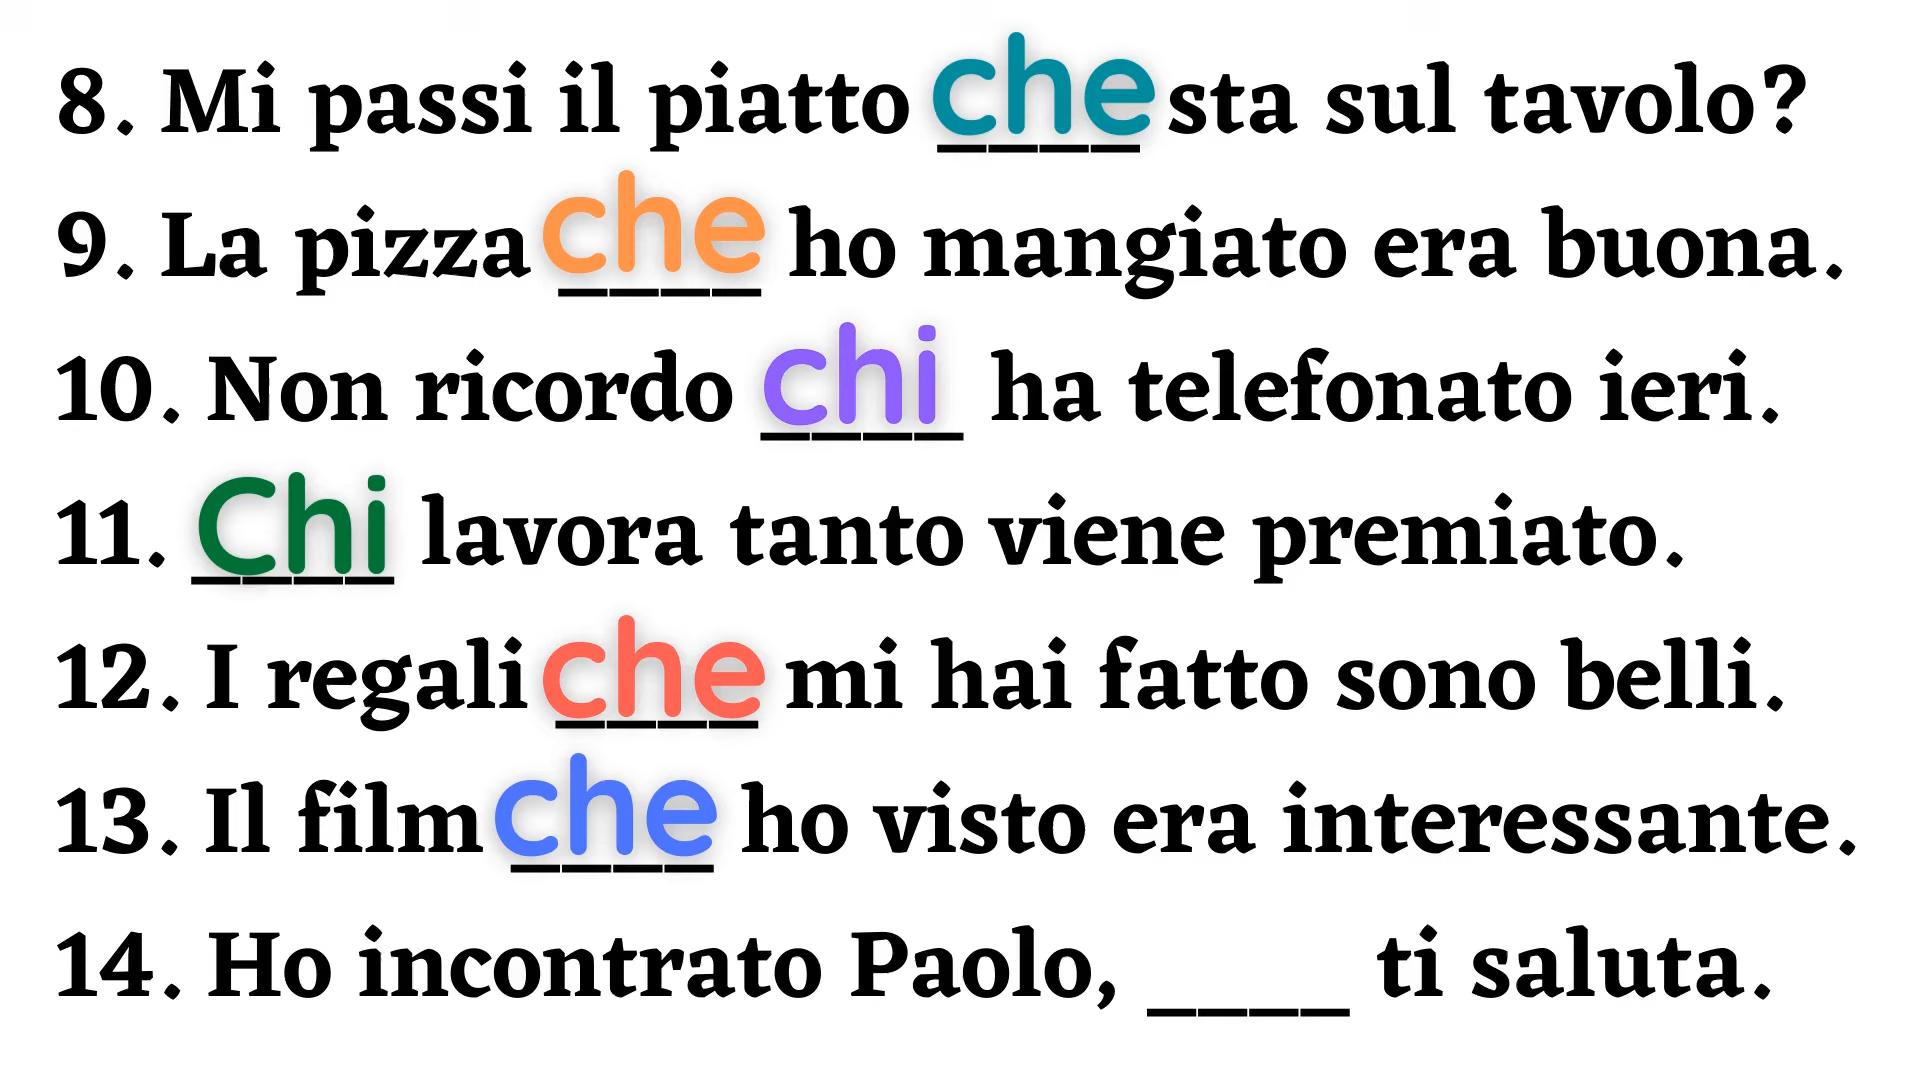 8. Mi passi il piatto che sta sul tavolo?
9. La pizza che ho mangiato era buona.
10. Non ricordo chi ha telefonato ieri.
11. Chi lavora tanto viene premiato.
12. I regali che mi hai fatto sono belli.
13. Il film che ho visto era interessante.
14. Ho incontrato Paolo, ____ ti saluta.